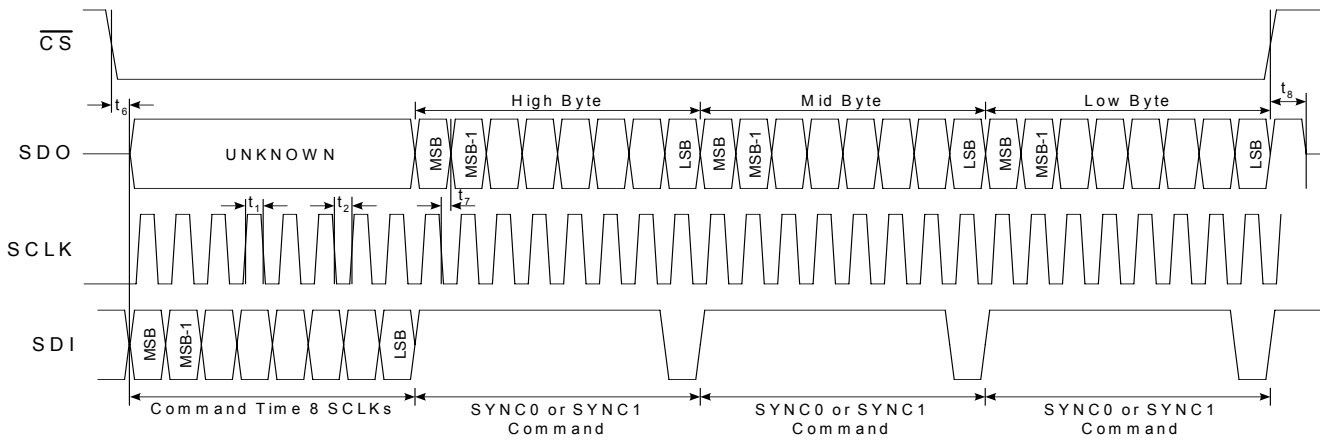 CS
High Byte
Mid Byte
Low Byte
t6
t8
SDO
UNKNOWN
MSB
MSB-1
LSB
MSB
MSB-1
LSB
MSB
MSB-1
LSB
t1
t2
t7
SCLK
SDI
MSB
MSB-1
LSB
Command Time 8 SCLKs
SYNC0 or SYNC1
Command
SYNC0 or SYNC1
Command
SYNC0 or SYNC1
Command